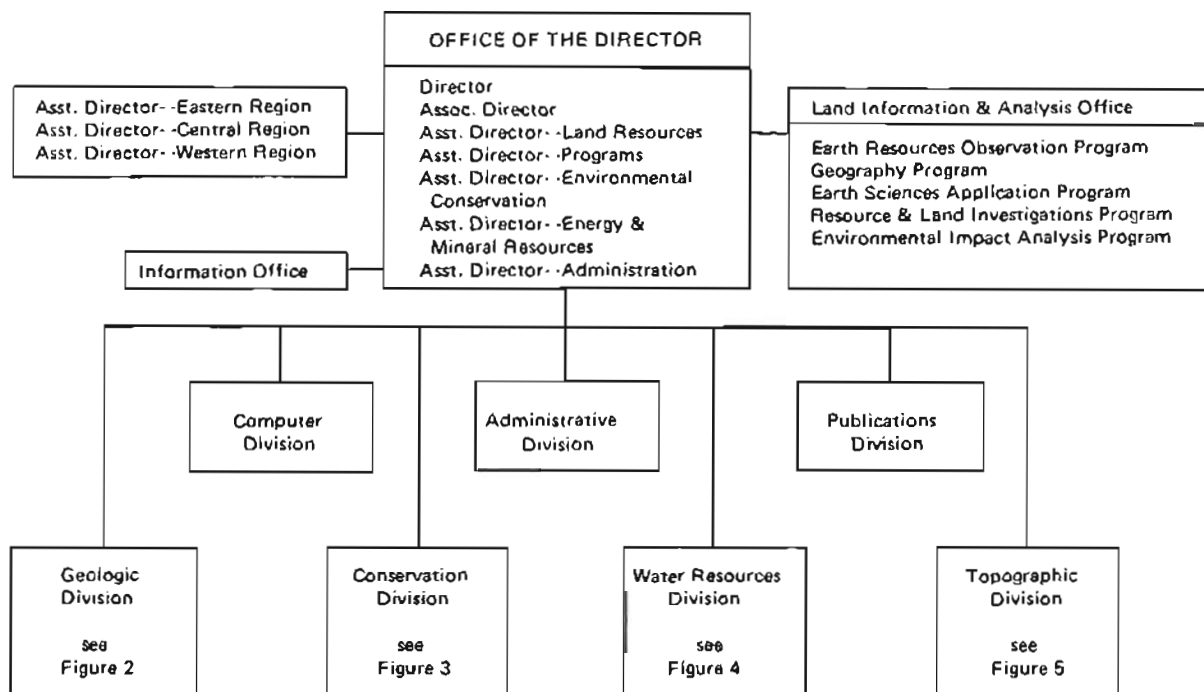 OFFICE OF THE DIRECTOR
Director
Assoc. Director
Asst. Director--Land Resources
Asst. Director--Programs
Asst. Director--Environmental
Conservation
Asst. Director--Energy &
Mineral Resources
Asst. Director--Administration
Asst. Director--Eastern Region
Asst. Director--Central Region
Asst. Director--Western Region
Information Office
Land Information & Analysis Office
Earth Resources Observation Program
Geography Program
Earth Sciences Application Program
Resource & Land Investigations Program
Environmental Impact Analysis Program
Computer
Division
Administrative
Division
Publications
Division
Geologic
Division
see
Figure 2
Conservation
Division
see
Figure 3
Water Resources
Division
see
Figure 4
Topographic
Division
see
Figure 5